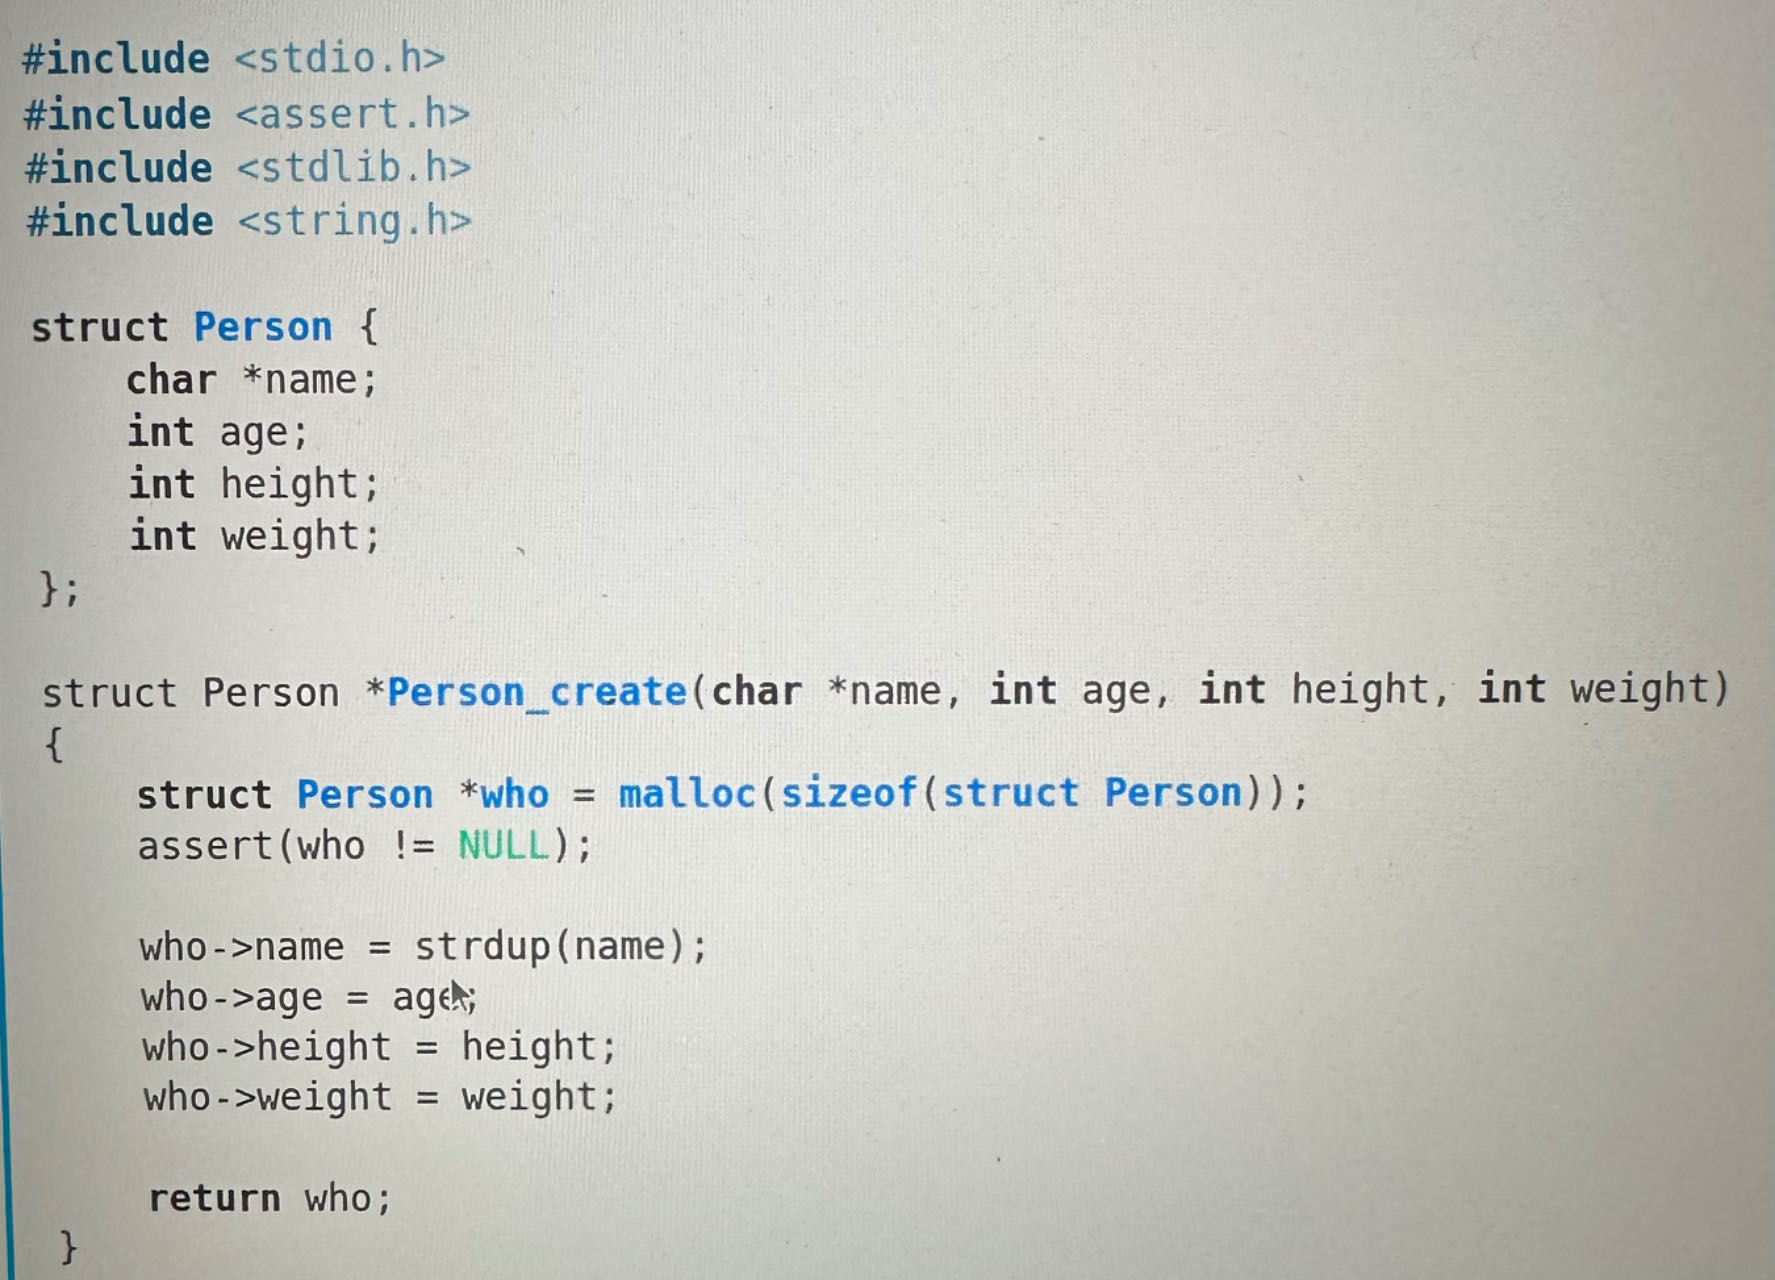 #include <stdio.h>
#include <assert.h>
#include <stdlib.h>
#include <string.h>

struct Person {
    char *name;
    int age;
    int height;
    int weight;
};

struct Person *Person_create(char *name, int age, int height, int weight)
{
    struct Person *who = malloc(sizeof(struct Person));
    assert(who != NULL);

    who->name = strdup(name);
    who->age = age;
    who->height = height;
    who->weight = weight;

    return who;
}